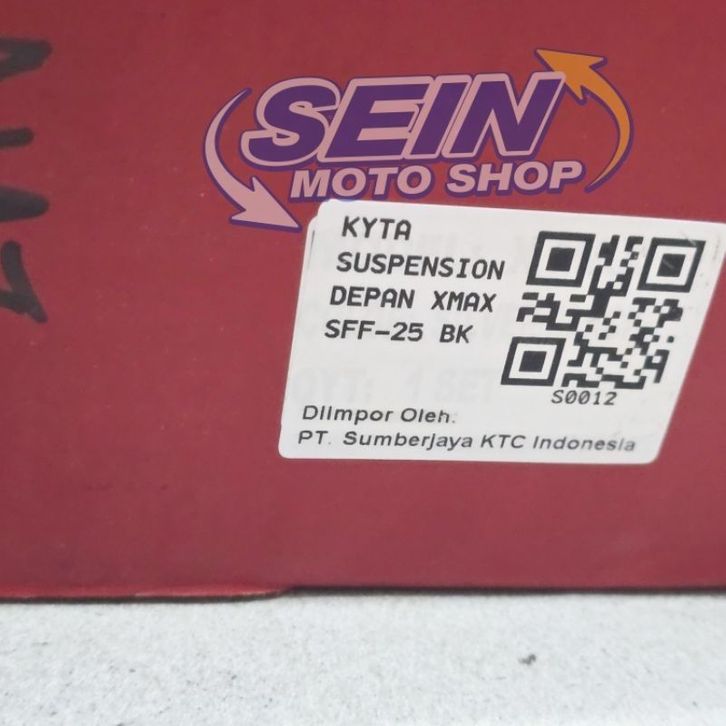 SEIN
MOTO SHOP
KYTA
SUSPENSION
DEPAN XMAX
SFF-25 BK
S0012
DiImpor Oleh:
PT. Sumberjaya KTC Indonesia